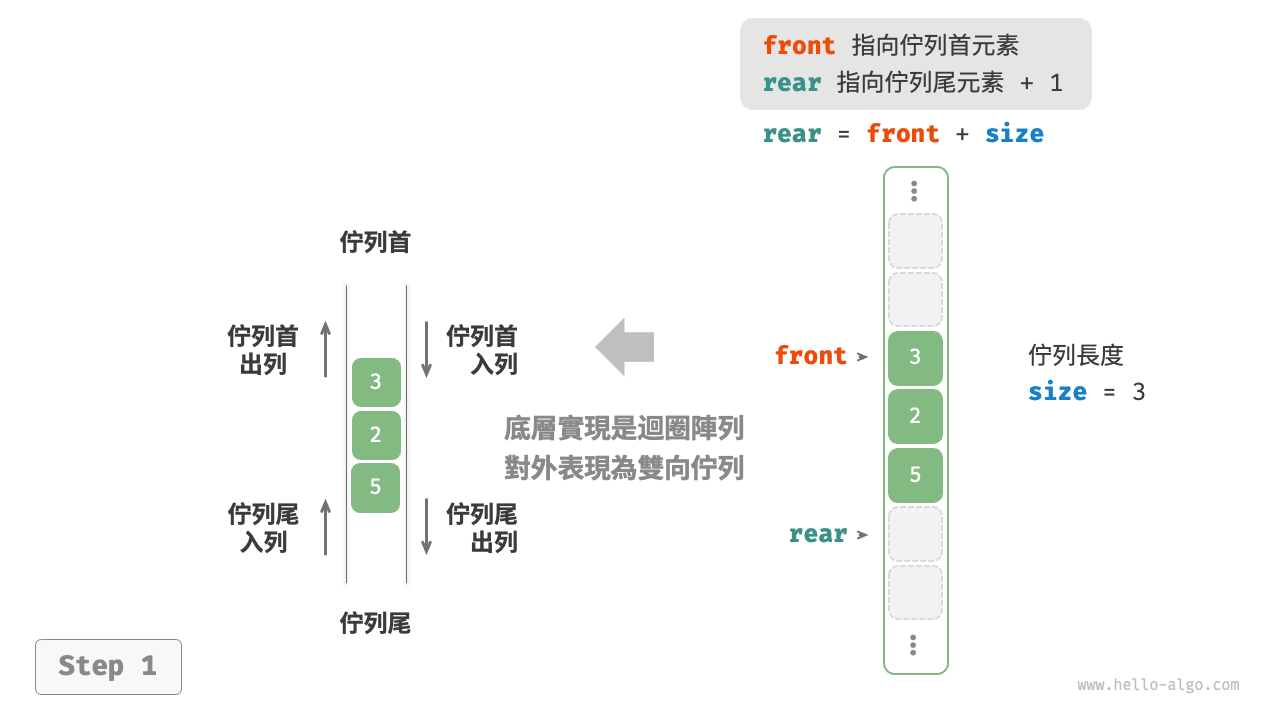 front 指向佇列首元素
rear 指向佇列尾元素 + 1
rear = front + size
佇列首
佇列首
出列
佇列首
入列
3
2
5
佇列尾
入列
佇列尾
出列
佇列尾
底層實現是迴圈陣列
對外表現為雙向佇列
front
3
2
5
rear
佇列長度
size = 3
Step 1
www.hello-algo.com